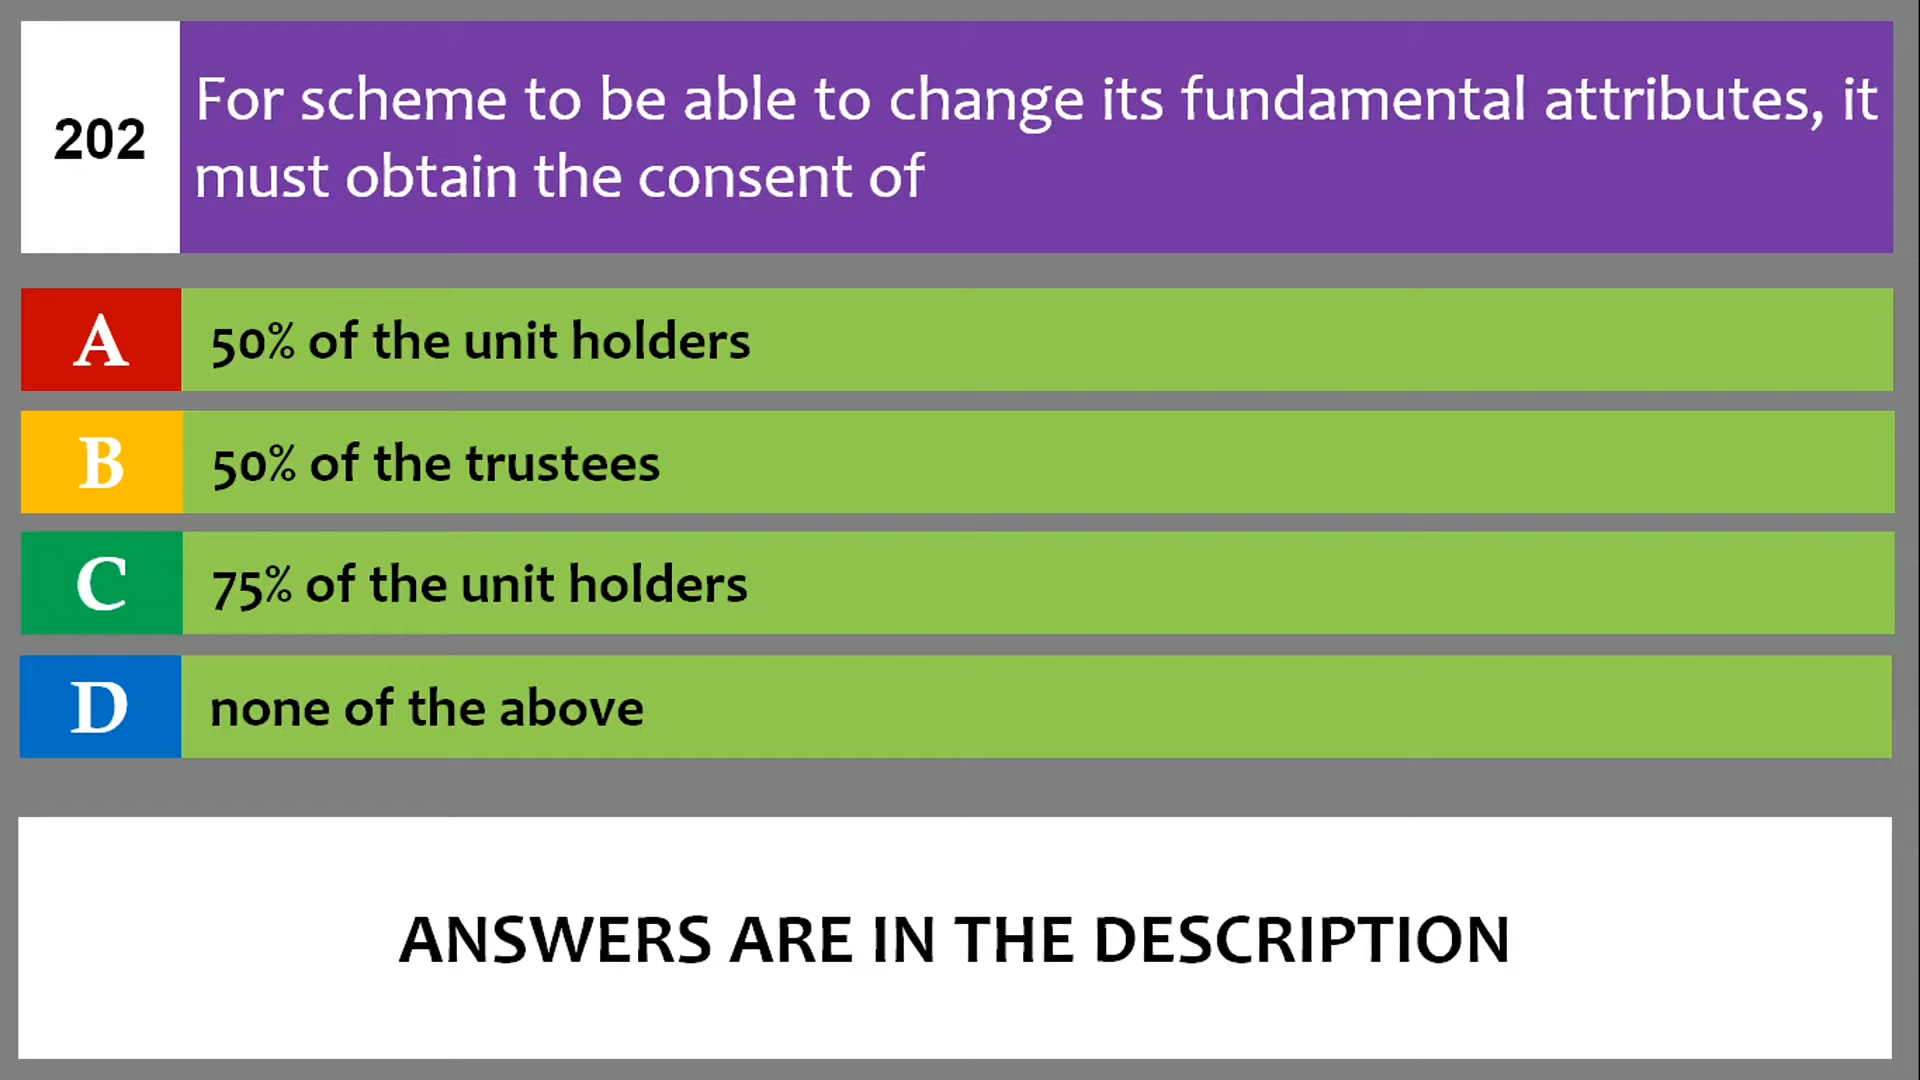 202
For scheme to be able to change its fundamental attributes, it
must obtain the consent of
A
50% of the unit holders
B
50% of the trustees
C
75% of the unit holders
D
none of the above
ANSWERS ARE IN THE DESCRIPTION